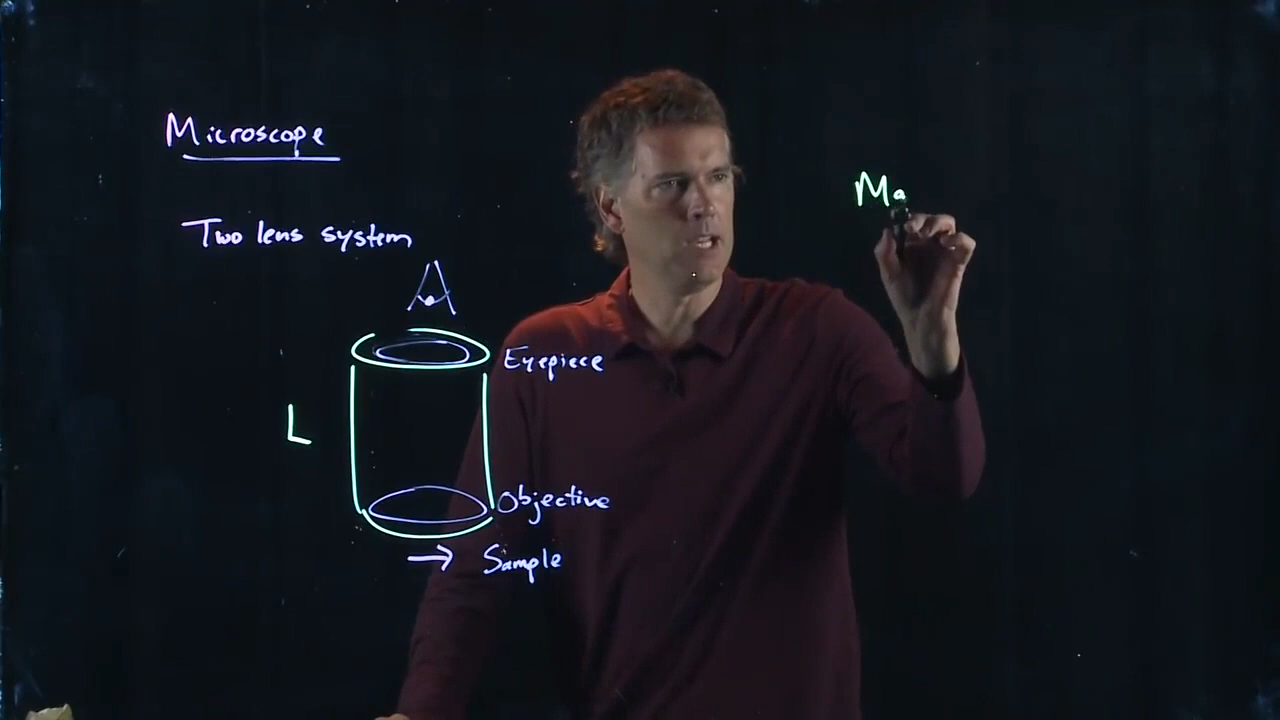 Microscope
Two lens system
Eyepiece
L
Objective
→ Sample
Ma